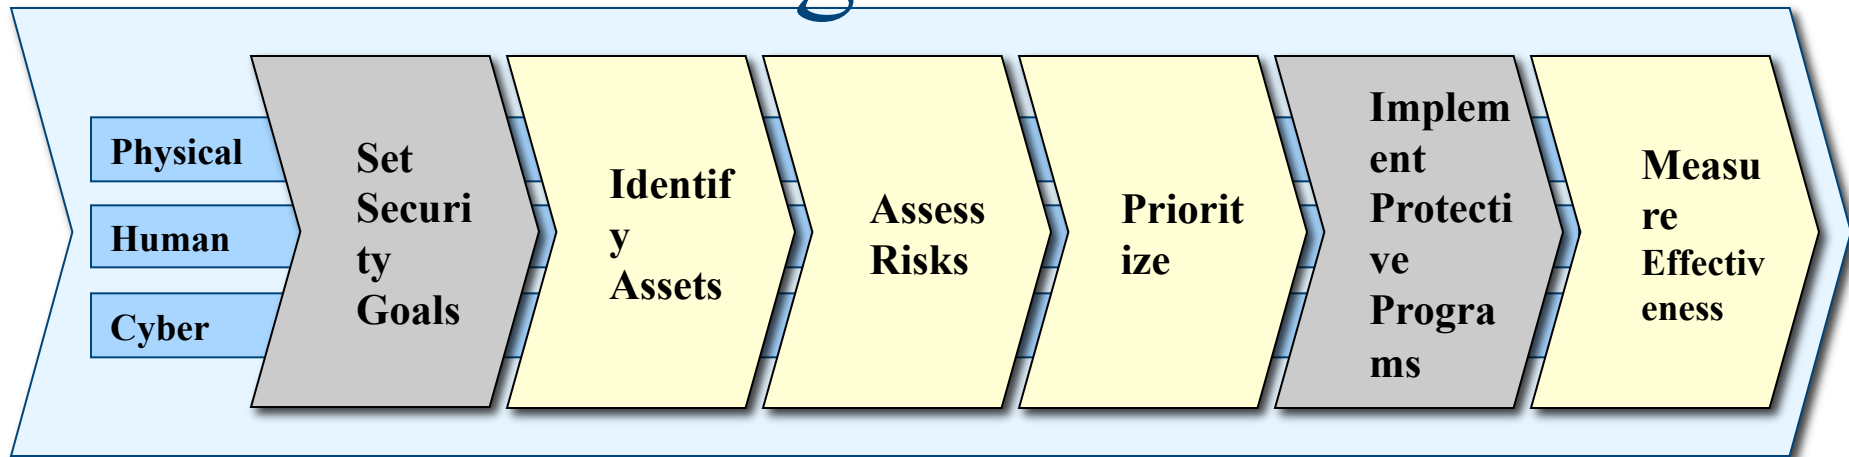 Physical
Human
Cyber
Set
Securi
ty
Goals
Identif
y
Assets
Assess
Risks
Priorit
ize
Implem
ent
Protecti
ve
Progra
ms
Measu
re
Effectiv
eness